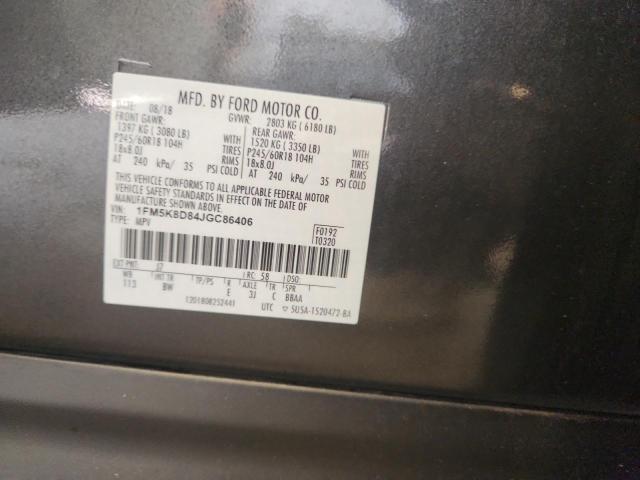 MFD. BY FORD MOTOR CO.
DATE: 08/18 GVWR: 2803 KG (6180 LB)
FRONT GAWR: REAR GAWR:
1397 KG (3080 LB) WITH 1520 KG (3350 LB) WITH
P245/60R18 104H TIRES P245/60R18 104H TIRES
18x8.0J RIMS 18x8.0J RIMS
AT 240 kPa/ 35 PSI COLD AT 240 kPa/ 35 PSI COLD
THIS VEHICLE CONFORMS TO ALL APPLICABLE FEDERAL MOTOR
VEHICLE SAFETY STANDARDS IN EFFECT ON THE DATE OF
MANUFACTURE SHOWN ABOVE.
VIN: 1FM5K8D84JGC86406 F0192
TYPE: MPV T0320
EXT PNT: RC: 58 DSO:
WB INT TR TP/PS R AXLE TR SPR
113 BW E 3J C BBAA
1201808252441 UTC 5U5A-1520472-BA